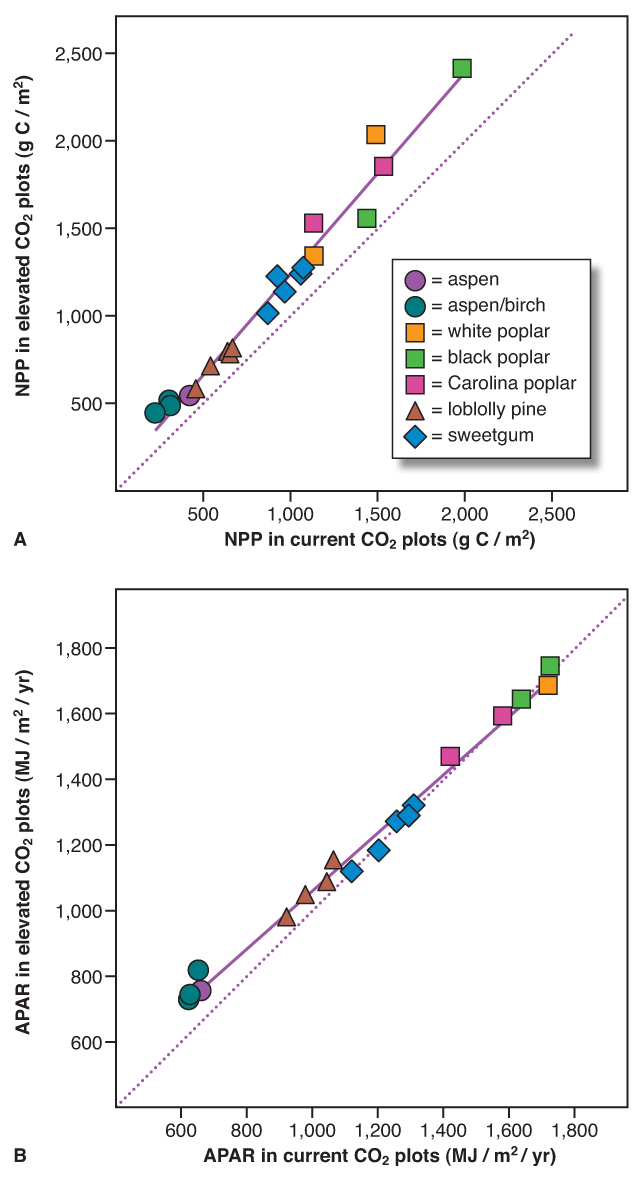 2,500
2,000
1,500
1,000
500
NPP in elevated CO₂ plots (g C / m²)
= aspen
= aspen/birch
= white poplar
= black poplar
= Carolina poplar
= loblolly pine
= sweetgum
500 1,000 1,500 2,000 2,500
A NPP in current CO₂ plots (g C / m²)
1,800
1,600
1,400
1,200
1,000
800
600
APAR in elevated CO₂ plots (MJ / m² / yr)
600 800 1,000 1,200 1,400 1,600 1,800
B APAR in current CO₂ plots (MJ / m² / yr)